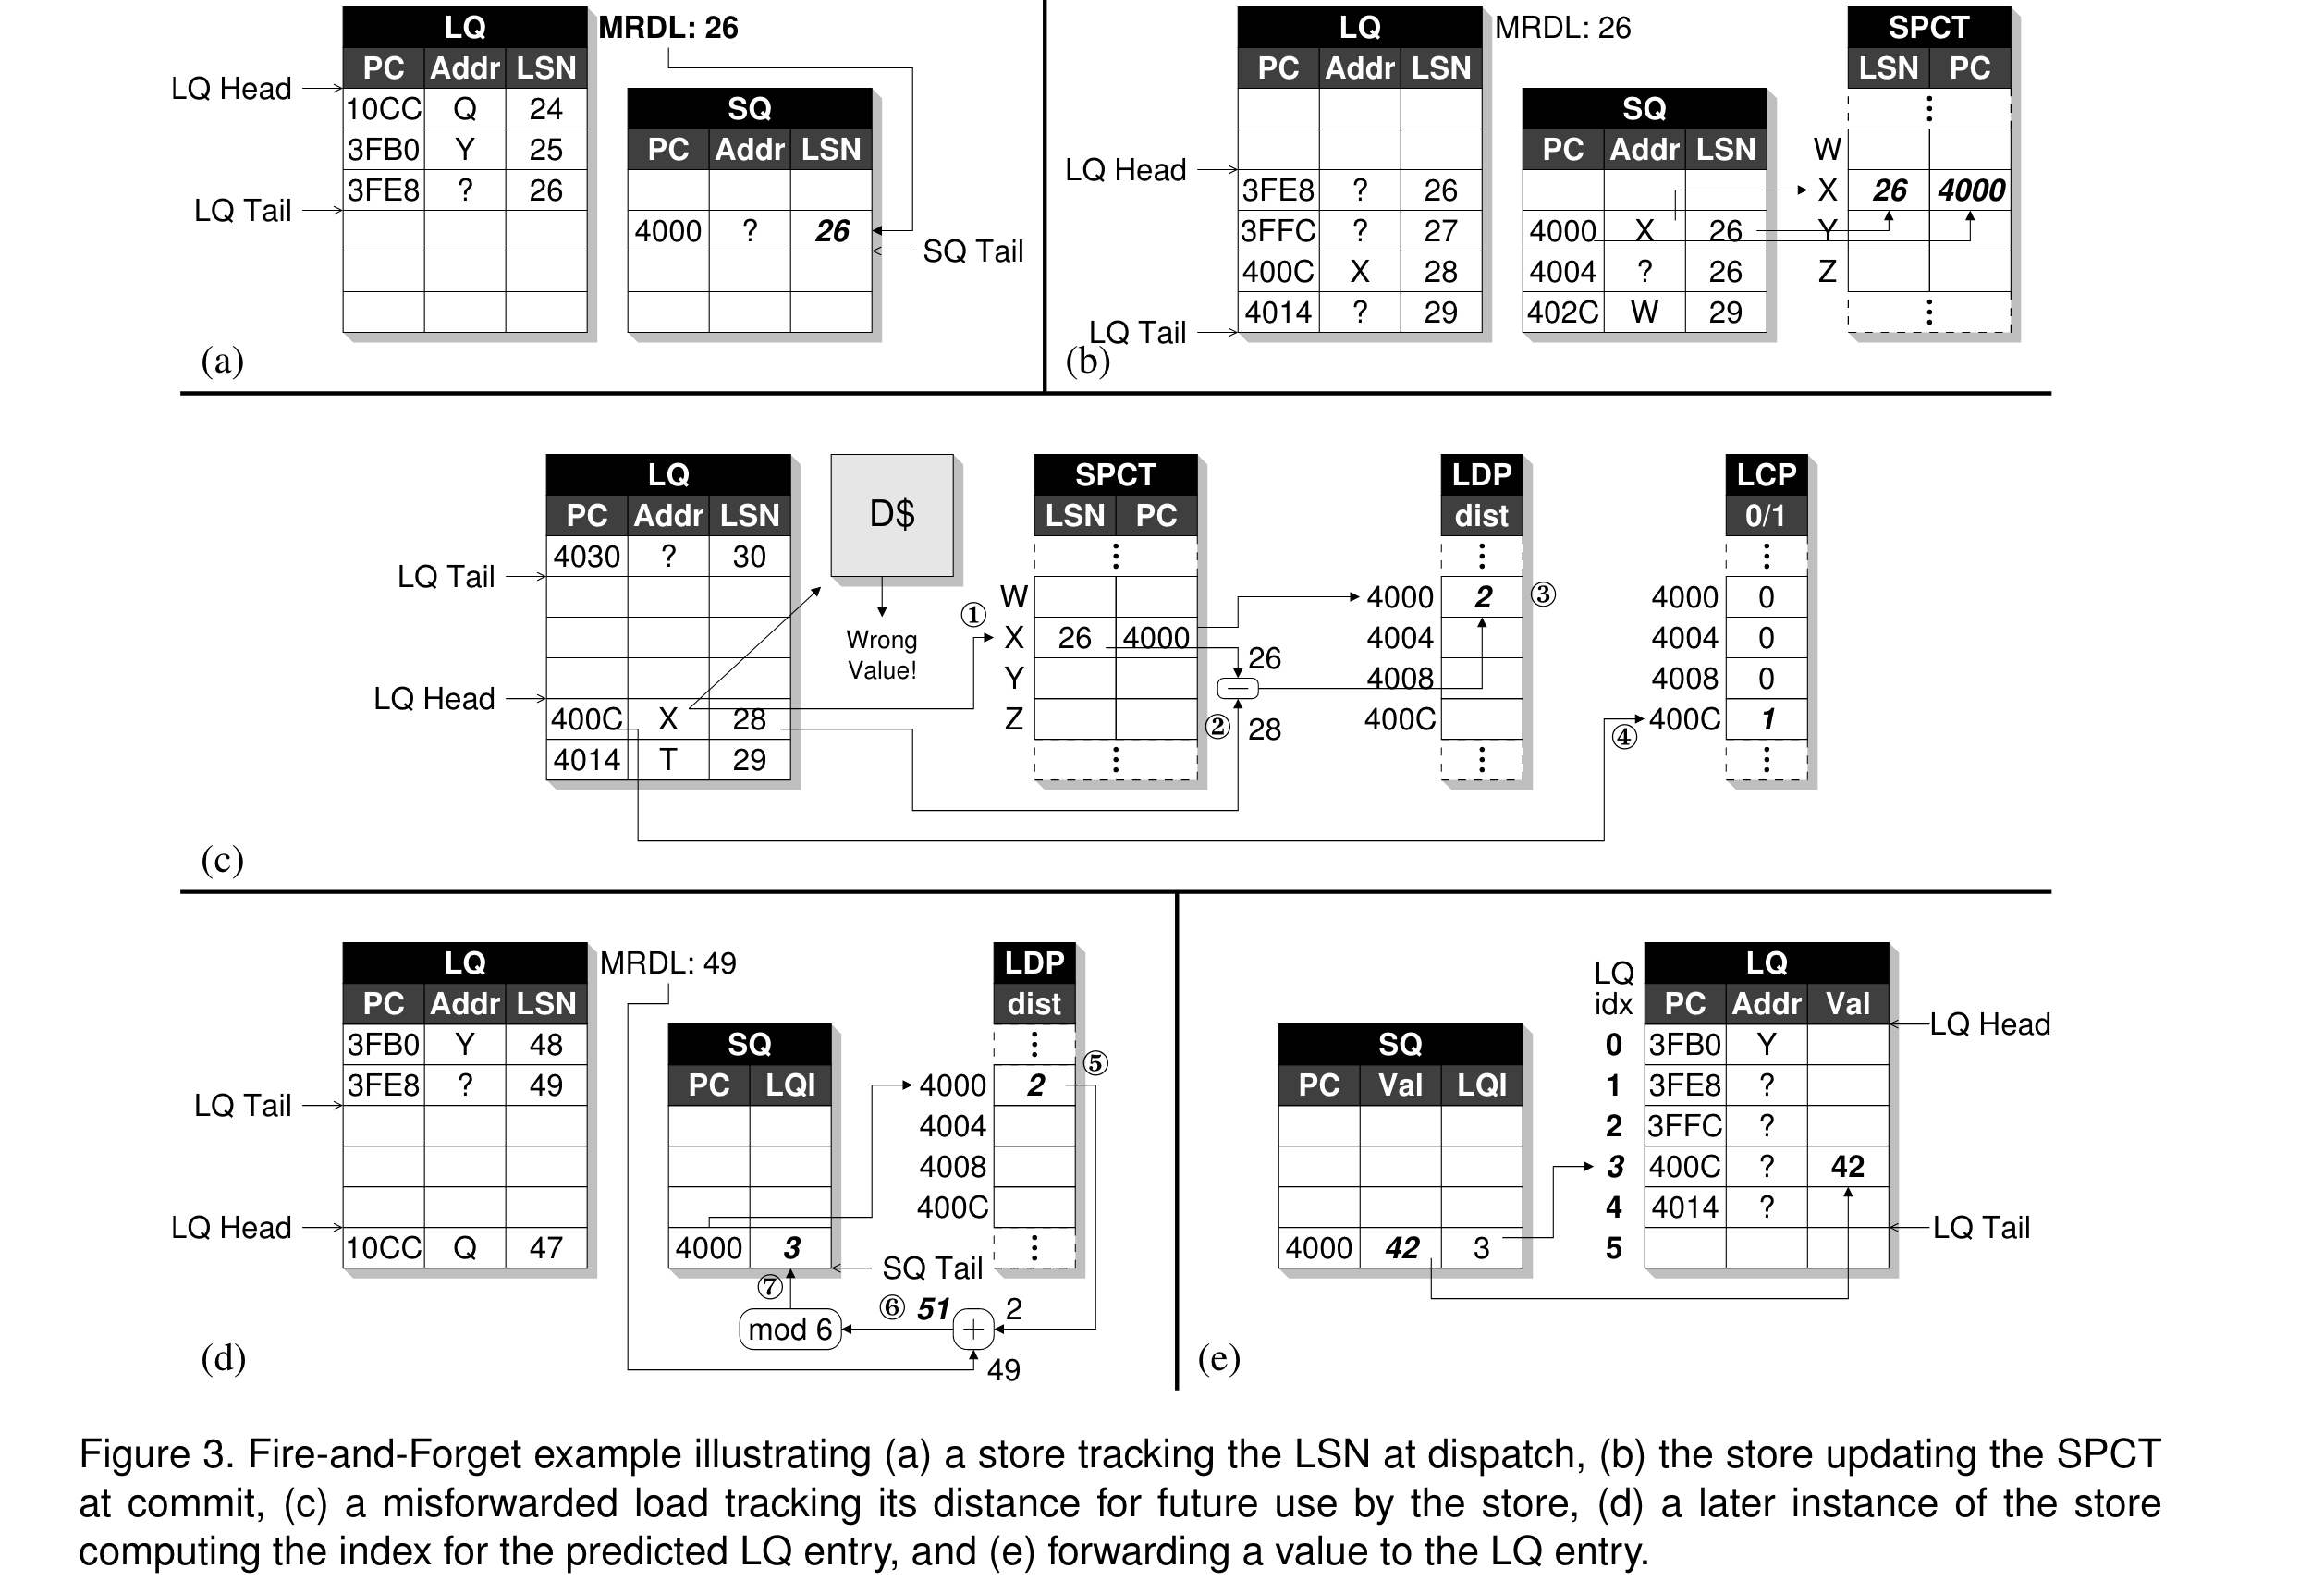 LQ MRDL: 26
PC Addr LSN
LQ Head
10CC Q 24
3FB0 Y 25
3FE8 ? 26
LQ Tail
SQ
PC Addr LSN
4000 ? 26
SQ Tail
(a)
LQ MRDL: 26
PC Addr LSN
LQ Head
3FE8 ? 26
3FFC ? 27
400C X 28
4014 ? 29
LQ Tail
SQ
PC Addr LSN
4000 X 26
4004 ? 26
402C W 29
SPCT
LSN PC
W
X 26 4000
Y
Z
(b)
LQ
PC Addr LSN
4030 ? 30
LQ Tail
LQ Head
400C X 28
4014 T 29
D$
Wrong
Value!
①
SPCT
LSN PC
W
X 26 4000
Y
Z
26
② 28
LDP
dist
4000 2 ③
4004
4008
400C
LCP
0/1
4000 0
4004 0
4008 0
④ 400C 1
(c)
LQ MRDL: 49
PC Addr LSN
3FB0 Y 48
3FE8 ? 49
LQ Tail
LQ Head
10CC Q 47
SQ
PC LQI
4000 3
SQ Tail
LDP
dist
⑤
4000 2
4004
4008
400C
⑦
⑥ 51 2
mod 6 +
49
(d)
SQ
PC Val LQI
4000 42 3
LQ
LQ
idx PC Addr Val
LQ Head
0 3FB0 Y
1 3FE8 ?
2 3FFC ?
3 400C ? 42
4 4014 ?
LQ Tail
5
(e)
Figure 3. Fire-and-Forget example illustrating (a) a store tracking the LSN at dispatch, (b) the store updating the SPCT
at commit, (c) a misforwarded load tracking its distance for future use by the store, (d) a later instance of the store
computing the index for the predicted LQ entry, and (e) forwarding a value to the LQ entry.